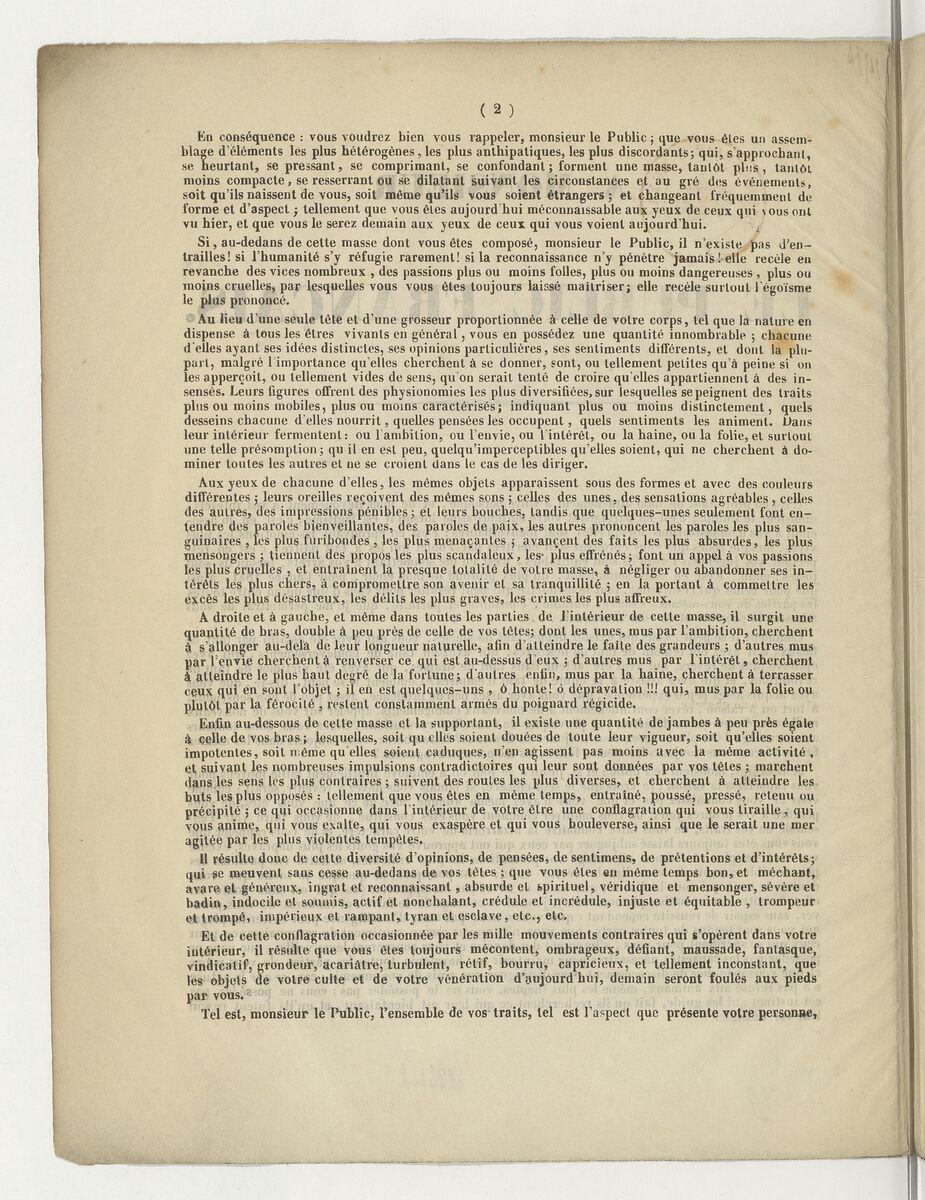 ( 2 )
En conséquence : vous voudrez bien vous rappeler, monsieur le Public ; que vous êtes un assem-
blage d'éléments les plus hétérogènes, les plus anthipatiques, les plus discordants ; qui, s'approchant,
se heurtant, se pressant, se comprimant, se confondant ; forment une masse, tantôt plus, tantôt
moins compacte, se resserrant ou se dilatant suivant les circonstances et au gré des événements,
soit qu'ils naissent de vous, soit même qu'ils vous soient étrangers ; et changeant fréquemment de
forme et d'aspect ; tellement que vous êtes aujourd'hui méconnaissable aux yeux de ceux qui vous ont
vu hier, et que vous le serez demain aux yeux de ceux qui vous voient aujourd'hui.
Si, au-dedans de cette masse dont vous êtes composé, monsieur le Public, il n'existe pas d'en-
trailles ! si l'humanité s'y réfugie rarement ! si la reconnaissance n'y pénètre jamais ! elle recèle en
revanche des vices nombreux, des passions plus ou moins folles, plus ou moins dangereuses, plus ou
moins cruelles, par lesquelles vous vous êtes toujours laissé maîtriser ; elle recèle surtout l'égoïsme
le plus prononcé.
Au lieu d'une seule tête et d'une grosseur proportionnée à celle de votre corps, tel que la nature en
dispense à tous les êtres vivants en général, vous en possédez une quantité innombrable ; chacune
d'elles ayant ses idées distinctes, ses opinions particulières, ses sentiments différents, et dont la plu-
part, malgré l'importance qu'elles cherchent à se donner, sont, ou tellement petites qu'à peine si on
les apperçoit, ou tellement vides de sens, qu'on serait tenté de croire qu'elles appartiennent à des in-
sensés. Leurs figures offrent des physionomies les plus diversifiées, sur lesquelles se peignent des traits
plus ou moins mobiles, plus ou moins caractérisés ; indiquant plus ou moins distinctement, quels
desseins chacune d'elles nourrit, quelles pensées les occupent, quels sentiments les animent. Dans
leur intérieur fermentent : ou l'ambition, ou l'envie, ou l'intérêt, ou la haine, ou la folie, et surtout
une telle présomption ; qu'il en est peu, quelqu'imperceptibles qu'elles soient, qui ne cherchent à do-
miner toutes les autres et ne se croient dans le cas de les diriger.
Aux yeux de chacune d'elles, les mêmes objets apparaissent sous des formes et avec des couleurs
différentes ; leurs oreilles reçoivent des mêmes sons ; celles des unes, des sensations agréables, celles
des autres, des impressions pénibles ; et leurs bouches, tandis que quelques-unes seulement font en-
tendre des paroles bienveillantes, des paroles de paix, les autres prononcent les paroles les plus san-
guinaires, les plus furibondes, les plus menaçantes ; avançent des faits les plus absurdes, les plus
mensongers ; tiennent des propos les plus scandaleux, les plus effrénés ; font un appel à vos passions
les plus cruelles, et entraînent la presque totalité de votre masse, à négliger ou abandonner ses in-
térêts les plus chers, à compromettre son avenir et sa tranquillité ; en la portant à commettre les
excès les plus désastreux, les délits les plus graves, les crimes les plus affreux.
A droite et à gauche, et même dans toutes les parties de l'intérieur de cette masse, il surgit une
quantité de bras, double à peu près de celle de vos têtes ; dont les unes, mus par l'ambition, cherchent
à s'allonger au-delà de leur longueur naturelle, afin d'atteindre le faîte des grandeurs ; d'autres mus
par l'envie cherchent à renverser ce qui est au-dessus d'eux ; d'autres mus par l'intérêt, cherchent
à atteindre le plus haut degré de la fortune ; d'autres enfin, mus par la haine, cherchent à terrasser
ceux qui en sont l'objet ; il en est quelques-uns, ô honte ! ô dépravation !!! qui, mus par la folie ou
plutôt par la férocité, restent constamment armés du poignard régicide.
Enfin au-dessous de cette masse et la supportant, il existe une quantité de jambes à peu près égale
à celle de vos bras ; lesquelles, soit qu'elles soient douées de toute leur vigueur, soit qu'elles soient
impotentes, soit même qu'elles soient caduques, n'en agissent pas moins avec la même activité,
et suivant les nombreuses impulsions contradictoires qui leur sont données par vos têtes ; marchent
dans les sens les plus contraires ; suivent des routes les plus diverses, et cherchent à atteindre les
buts les plus opposés : tellement que vous êtes en même temps, entraîné, poussé, pressé, retenu ou
précipité ; ce qui occasionne dans l'intérieur de votre être une conflagration qui vous tiraille, qui
vous anime, qui vous exalte, qui vous exaspère et qui vous bouleverse, ainsi que le serait une mer
agitée par les plus violentes tempêtes.
Il résulte donc de cette diversité d'opinions, de pensées, de sentimens, de prétentions et d'intérêts ;
qui se meuvent sans cesse au-dedans de vos têtes ; que vous êtes en même temps bon, et méchant,
avare et généreux, ingrat et reconnaissant, absurde et spirituel, véridique et mensonger, sévère et
badin, indocile et soumis, actif et nonchalant, crédule et incrédule, injuste et équitable, trompeur
et trompé, impérieux et rampant, tyran et esclave, etc., etc.
Et de cette conflagration occasionnée par les mille mouvements contraires qui s'opèrent dans votre
intérieur, il résulte que vous êtes toujours mécontent, ombrageux, défiant, maussade, fantasque,
vindicatif, grondeur, acariâtre, turbulent, rétif, bourru, capricieux, et tellement inconstant, que
les objets de votre culte et de votre vénération d'aujourd'hui, demain seront foulés aux pieds
par vous.
Tel est, monsieur le Public, l'ensemble de vos traits, tel est l'aspect que présente votre personne,